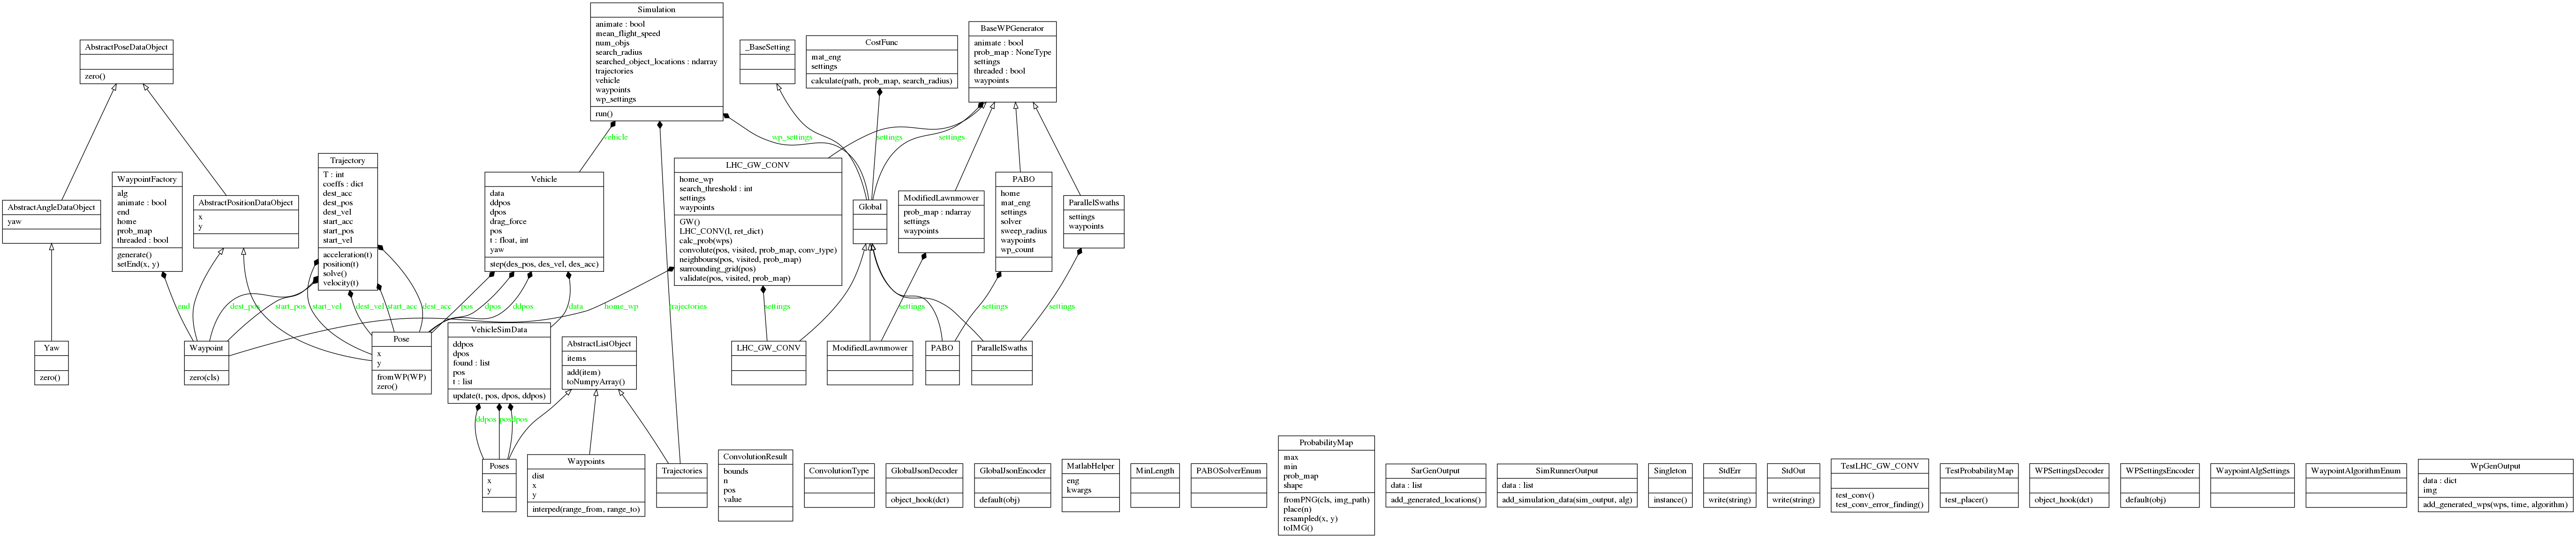 Simulation
animate : bool
mean_flight_speed
num_objs
search_radius
searched_object_locations : ndarray
trajectories
vehicle
waypoints
wp_settings
run()
BaseWPGenerator
animate : bool
prob_map : NoneType
settings
threaded : bool
waypoints
AbstractPoseDataObject
zero()
_BaseSetting
CostFunc
mat_eng
settings
calculate(path, prob_map, search_radius)
vehicle
wp_settings
settings
settings
Trajectory
T : int
coeffs : dict
dest_acc
dest_pos
dest_vel
start_acc
start_pos
start_vel
acceleration(t)
position(t)
solve()
velocity(t)
LHC_GW_CONV
home_wp
search_threshold : int
settings
waypoints
GW()
LHC_CONV(l, ret_dict)
calc_prob(wps)
convolute(pos, visited, prob_map, conv_type)
neighbours(pos, visited, prob_map)
surrounding_grid(pos)
validate(pos, visited, prob_map)
WaypointFactory
alg
animate : bool
end
home
prob_map
threaded : bool
generate()
setEnd(x, y)
Vehicle
data
ddpos
dpos
drag_force
pos
t : float, int
yaw
step(des_pos, des_vel, des_acc)
PABO
home
mat_eng
settings
solver
sweep_radius
waypoints
wp_count
AbstractAngleDataObject
yaw
AbstractPositionDataObject
x
y
Global
ModifiedLawnmower
prob_map : ndarray
settings
waypoints
ParallelSwaths
settings
waypoints
end
dest_pos
start_pos
start_vel
dest_vel
start_acc
dest_acc
pos
dpos
ddpos
data
home_wp
trajectories
settings
settings
settings
settings
Yaw
zero()
Waypoint
zero(cls)
Pose
x
y
fromWP(WP)
zero()
VehicleSimData
ddpos
dpos
found : list
pos
t : list
update(t, pos, dpos, ddpos)
AbstractListObject
items
add(item)
toNumpyArray()
LHC_GW_CONV
ModifiedLawnmower
PABO
ParallelSwaths
ddpos
pos
dpos
Poses
x
y
Waypoints
dist
x
y
interped(range_from, range_to)
Trajectories
ConvolutionResult
bounds
n
pos
value
ConvolutionType
GlobalJsonDecoder
object_hook(dct)
GlobalJsonEncoder
default(obj)
MatlabHelper
eng
kwargs
MinLength
PABOSolverEnum
ProbabilityMap
max
min
prob_map
shape
fromPNG(cls, img_path)
place(n)
resampled(x, y)
toIMG()
SarGenOutput
data : list
add_generated_locations()
SimRunnerOutput
data : list
add_simulation_data(sim_output, alg)
Singleton
instance()
StdErr
write(string)
StdOut
write(string)
TestLHC_GW_CONV
test_conv()
test_conv_error_finding()
TestProbabilityMap
test_placer()
WPSettingsDecoder
object_hook(dct)
WPSettingsEncoder
default(obj)
WaypointAlgSettings
WaypointAlgorithmEnum
WpGenOutput
data : dict
img
add_generated_wps(wps, time, algorithm)